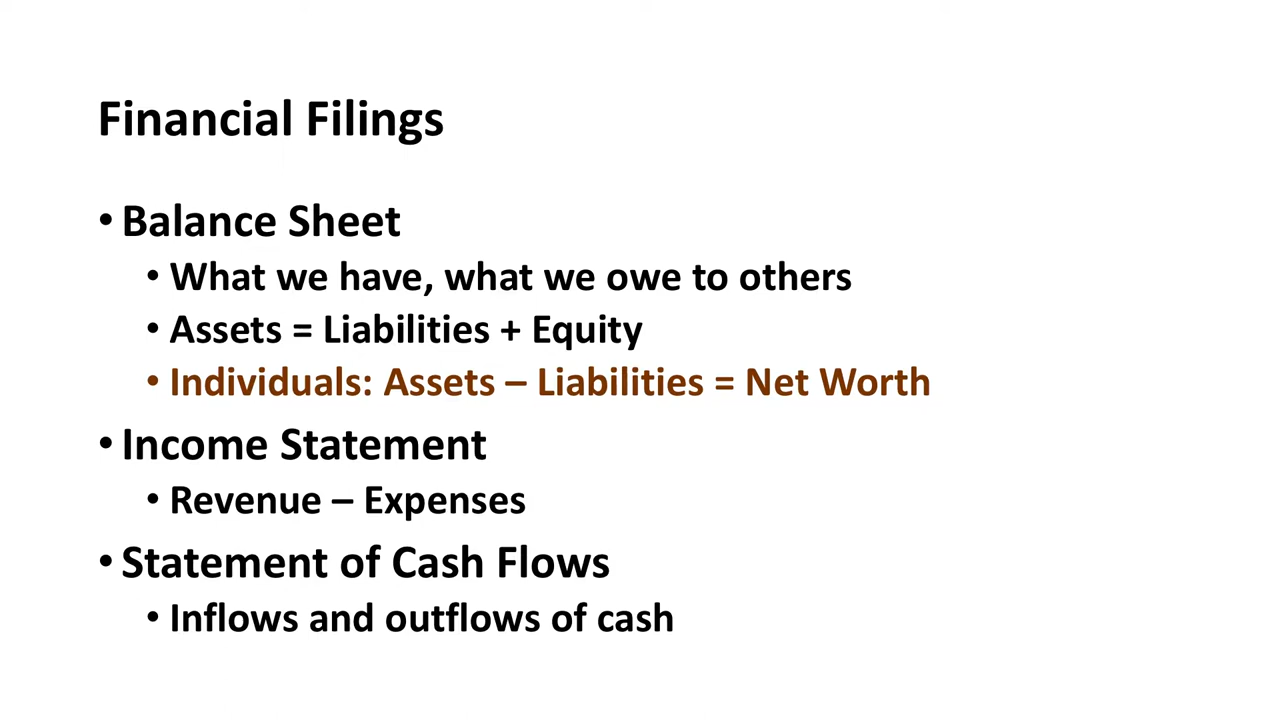 Financial Filings
• Balance Sheet
• What we have, what we owe to others
• Assets = Liabilities + Equity
• Individuals: Assets – Liabilities = Net Worth
• Income Statement
• Revenue – Expenses
• Statement of Cash Flows
• Inflows and outflows of cash